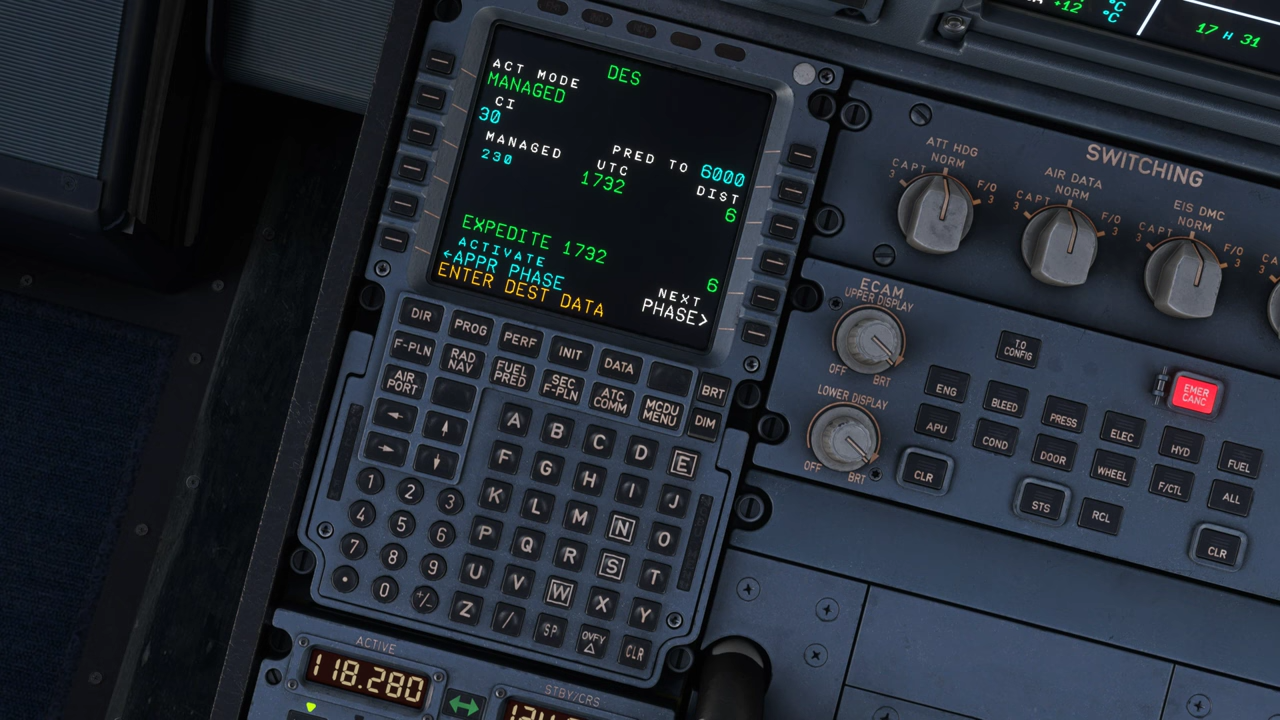 DES
ACT MODE
MANAGED
CI
30
MANAGED
PRED TO 6000
230
UTC
DIST
1732
6
EXPEDITE 1732
6
ACTIVATE
←APPR PHASE
NEXT
PHASE>
ENTER DEST DATA
DIR
PROG
PERF
INIT
DATA
BRT
F-PLN
RAD NAV
FUEL PRED
SEC F-PLN
ATC COMM
MCDU MENU
DIM
AIR PORT
A B C D E
F G H I J
K L M N O
P Q R S T
U V W X Y
Z / SP OVFY Δ CLR
1 2 3
4 5 6
7 8 9
. 0 +/-
ACTIVE
118.280
STBY/CRS
+12 °C
°C
17 H 31
SWITCHING
ATT HDG
NORM
CAPT 3
F/O 3
AIR DATA
NORM
CAPT 3
F/O 3
EIS DMC
NORM
CAPT 3
F/O 3
ECAM
UPPER DISPLAY
OFF
BRT
LOWER DISPLAY
OFF
BRT
T.O CONFIG
EMER CANC
ENG
BLEED
PRESS
ELEC
HYD
FUEL
APU
COND
DOOR
WHEEL
F/CTL
ALL
CLR
STS
RCL
CLR